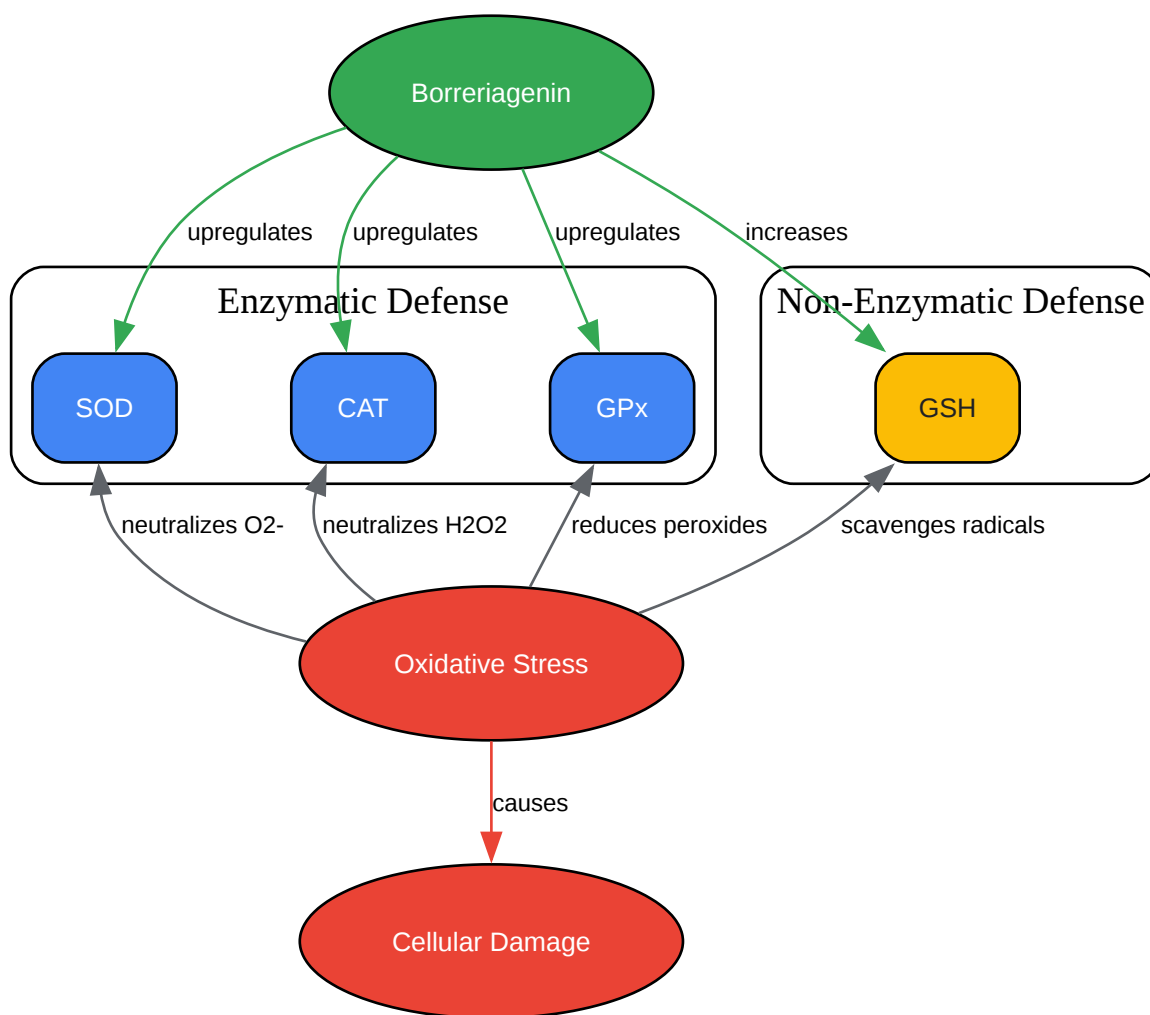 Borreriagenin
upregulates
upregulates
upregulates
increases
Enzymatic Defense
Non-Enzymatic Defense
SOD
CAT
GPx
GSH
neutralizes O2-
neutralizes H2O2
reduces peroxides
scavenges radicals
Oxidative Stress
causes
Cellular Damage